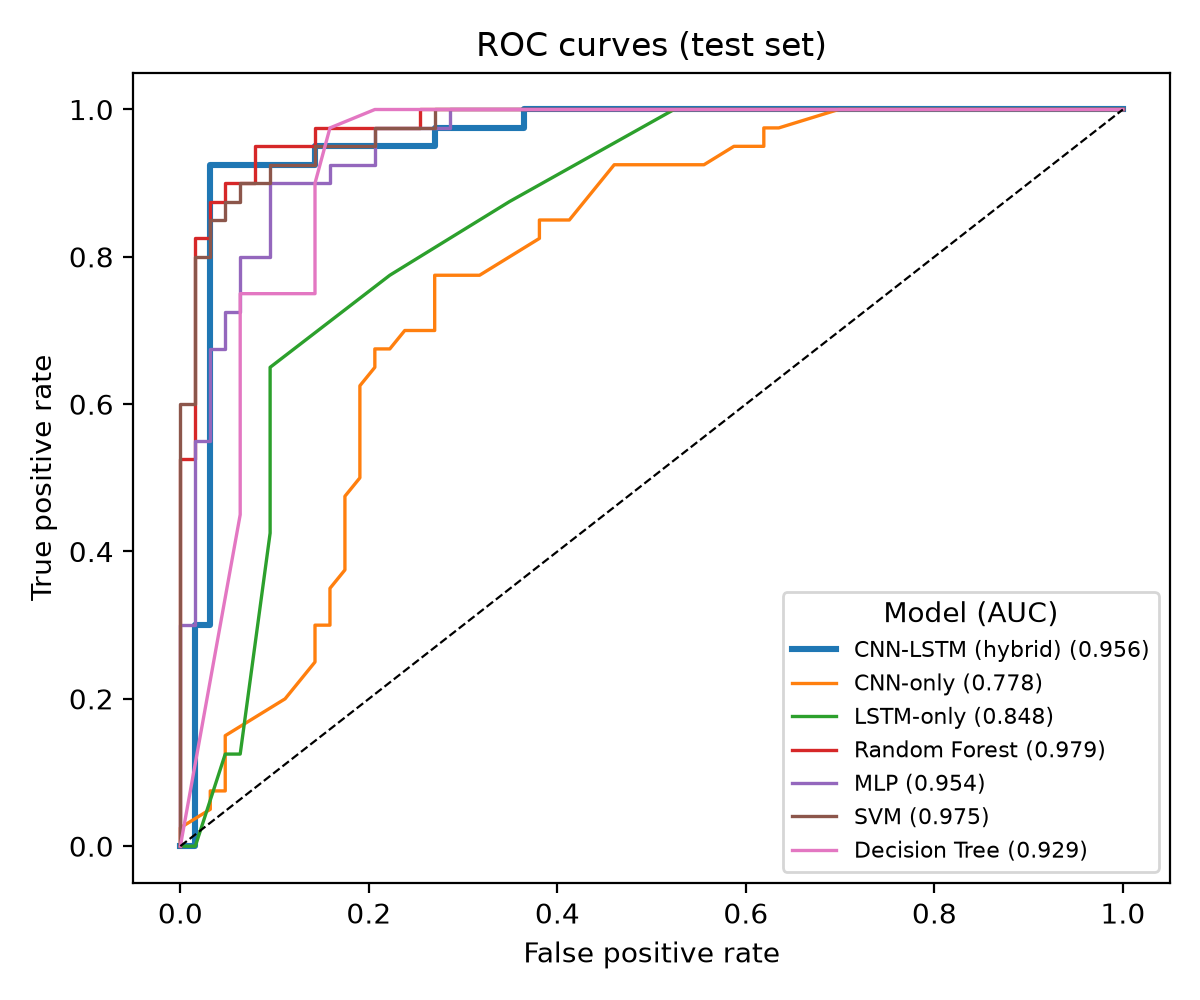 ROC curves (test set)
True positive rate
1.0
0.8
0.6
0.4
0.2
0.0
0.0 0.2 0.4 0.6 0.8 1.0
False positive rate
Model (AUC)
CNN-LSTM (hybrid) (0.956)
CNN-only (0.778)
LSTM-only (0.848)
Random Forest (0.979)
MLP (0.954)
SVM (0.975)
Decision Tree (0.929)